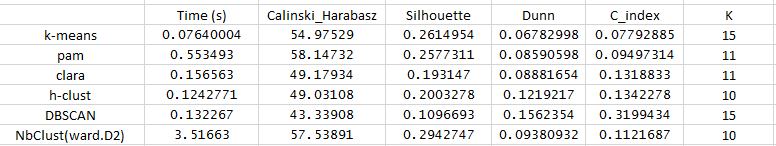 Time (s) Calinski_Harabasz Silhouette Dunn C_index K
k-means 0.07640004 54.97529 0.2614954 0.06782998 0.07792885 15
pam 0.553493 58.14732 0.2577311 0.08590598 0.09497314 11
clara 0.156563 49.17934 0.193147 0.08881654 0.1318833 11
h-clust 0.1242771 49.03108 0.2003278 0.1219217 0.1342278 10
DBSCAN 0.132267 43.33908 0.1096693 0.1562354 0.3199434 15
NbClust(ward.D2) 3.51663 57.53891 0.2942747 0.09380932 0.1121687 10